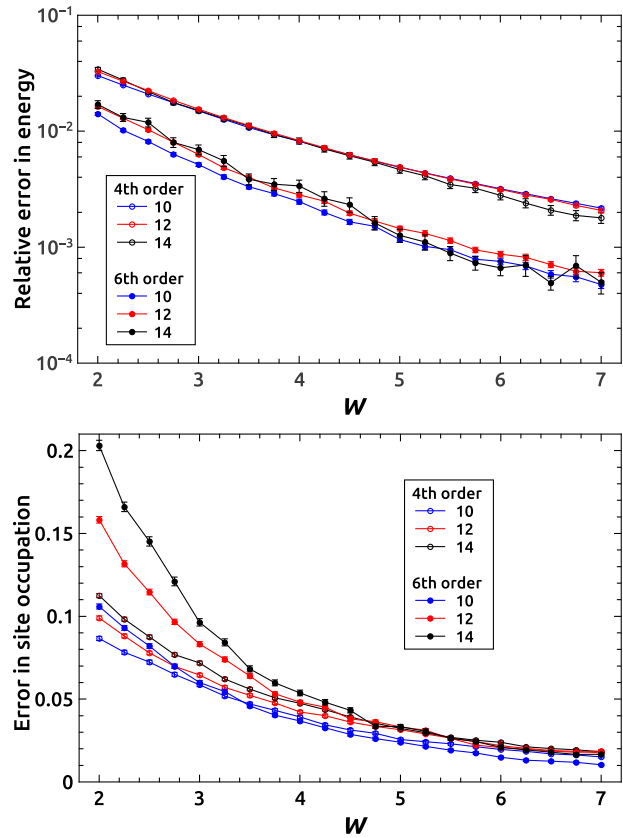 10⁻¹
10⁻²
10⁻³
10⁻⁴
Relative error in energy
4th order
10
12
14
6th order
10
12
14
2 3 4 5 6 7
W
0.2
0.15
0.1
0.05
0
Error in site occupation
4th order
10
12
14
6th order
10
12
14
2 3 4 5 6 7
W